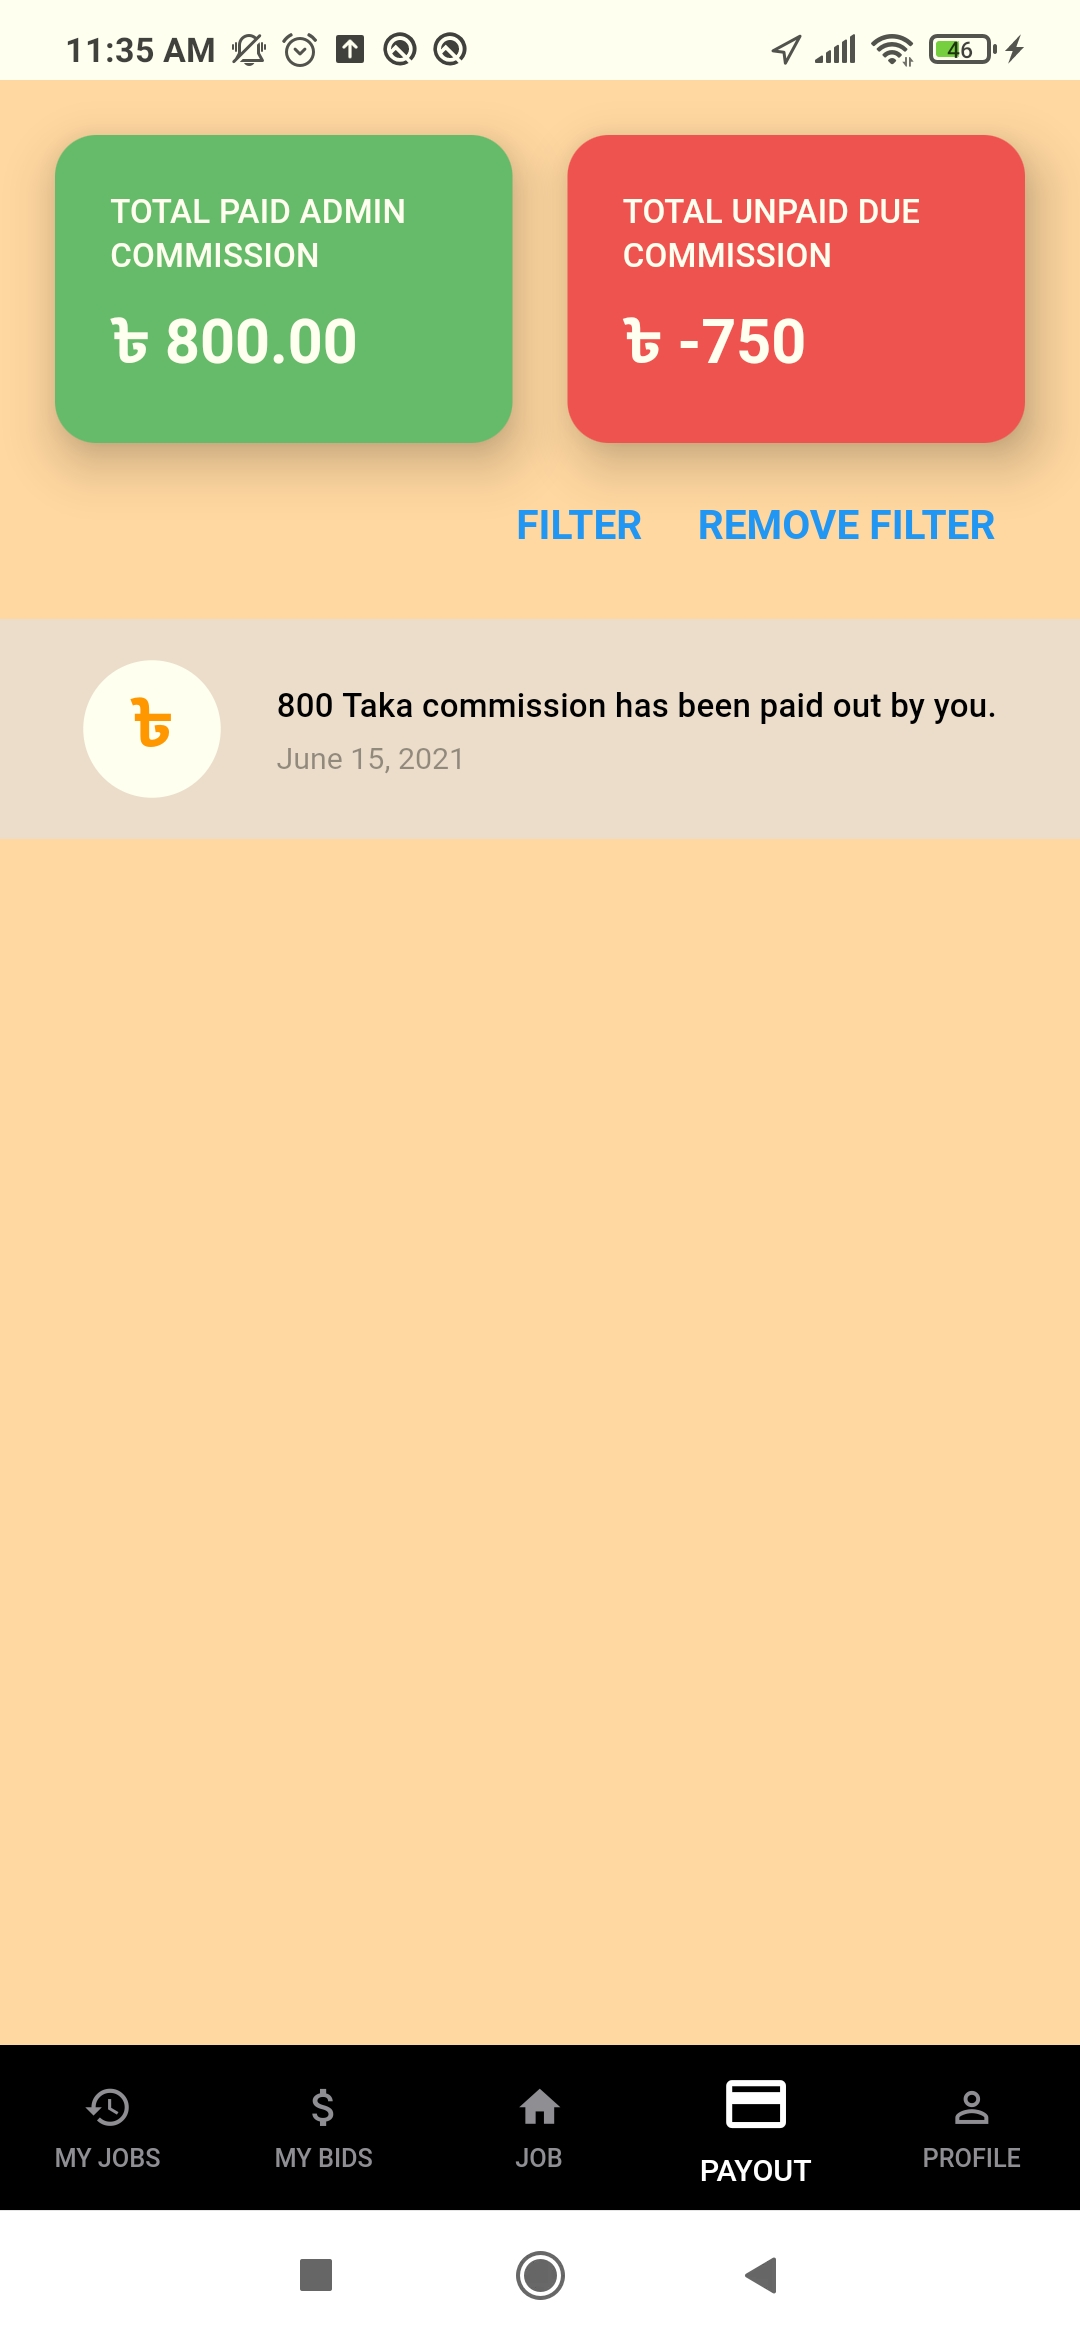 11:35 AM
46
TOTAL PAID ADMIN
COMMISSION
৳ 800.00
TOTAL UNPAID DUE
COMMISSION
৳ -750
FILTER REMOVE FILTER
৳
800 Taka commission has been paid out by you.
June 15, 2021
MY JOBS
$
MY BIDS
JOB
PAYOUT
PROFILE